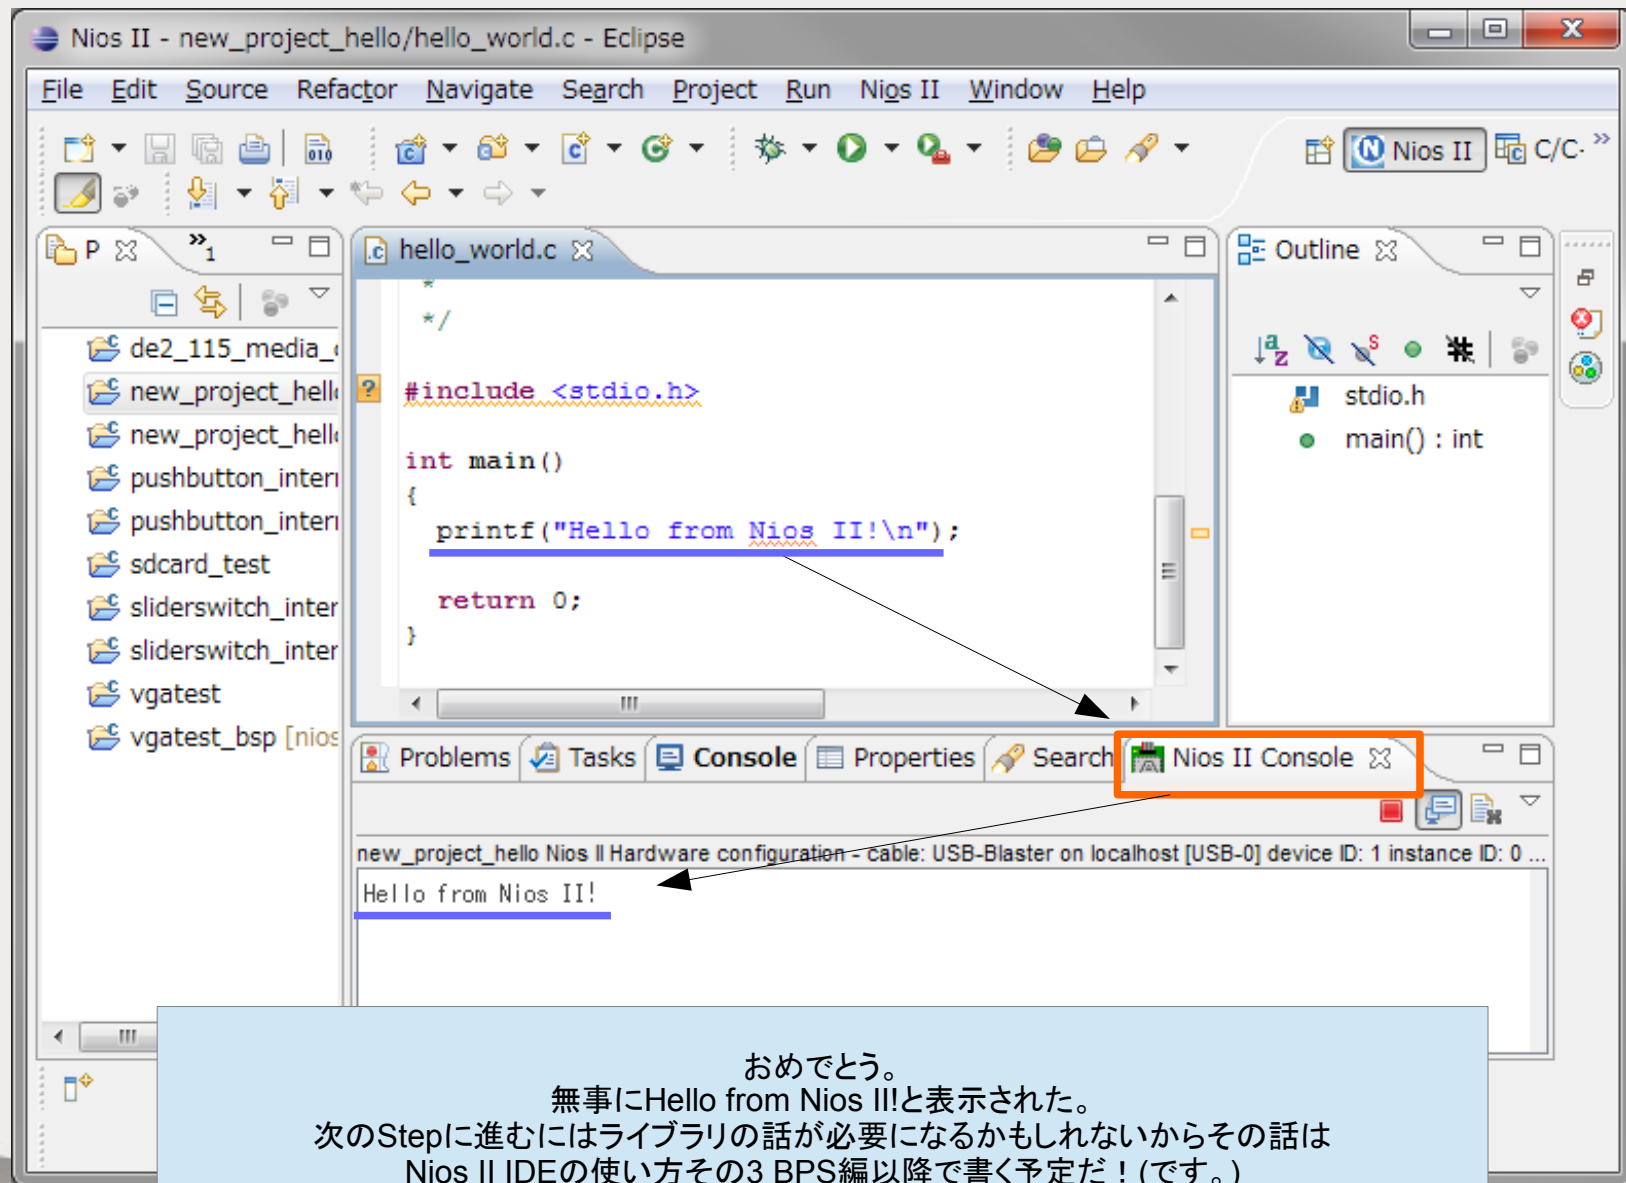 Nios II - new_project_hello/hello_world.c - Eclipse
File Edit Source Refactor Navigate Search Project Run Nios II Window Help
Nios II C/C·
P
»1
hello_world.c
Outline
de2_115_media_
new_project_hell
new_project_hell
pushbutton_inter
pushbutton_inter
sdcard_test
sliderswitch_inter
sliderswitch_inter
vgatest
vgatest_bsp [nios
*
*/
#include <stdio.h>
int main()
{
printf("Hello from Nios II!\n");
return 0;
}
stdio.h
main() : int
Problems Tasks Console Properties Search Nios II Console
new_project_hello Nios II Hardware configuration - cable: USB-Blaster on localhost [USB-0] device ID: 1 instance ID: 0 ...
Hello from Nios II!
おめでとう。
無事にHello from Nios II!と表示された。
次のStepに進むにはライブラリの話が必要になるかもしれないからその話は
Nios II IDEの使い方その3 BPS編以降で書く予定だ！(です。)